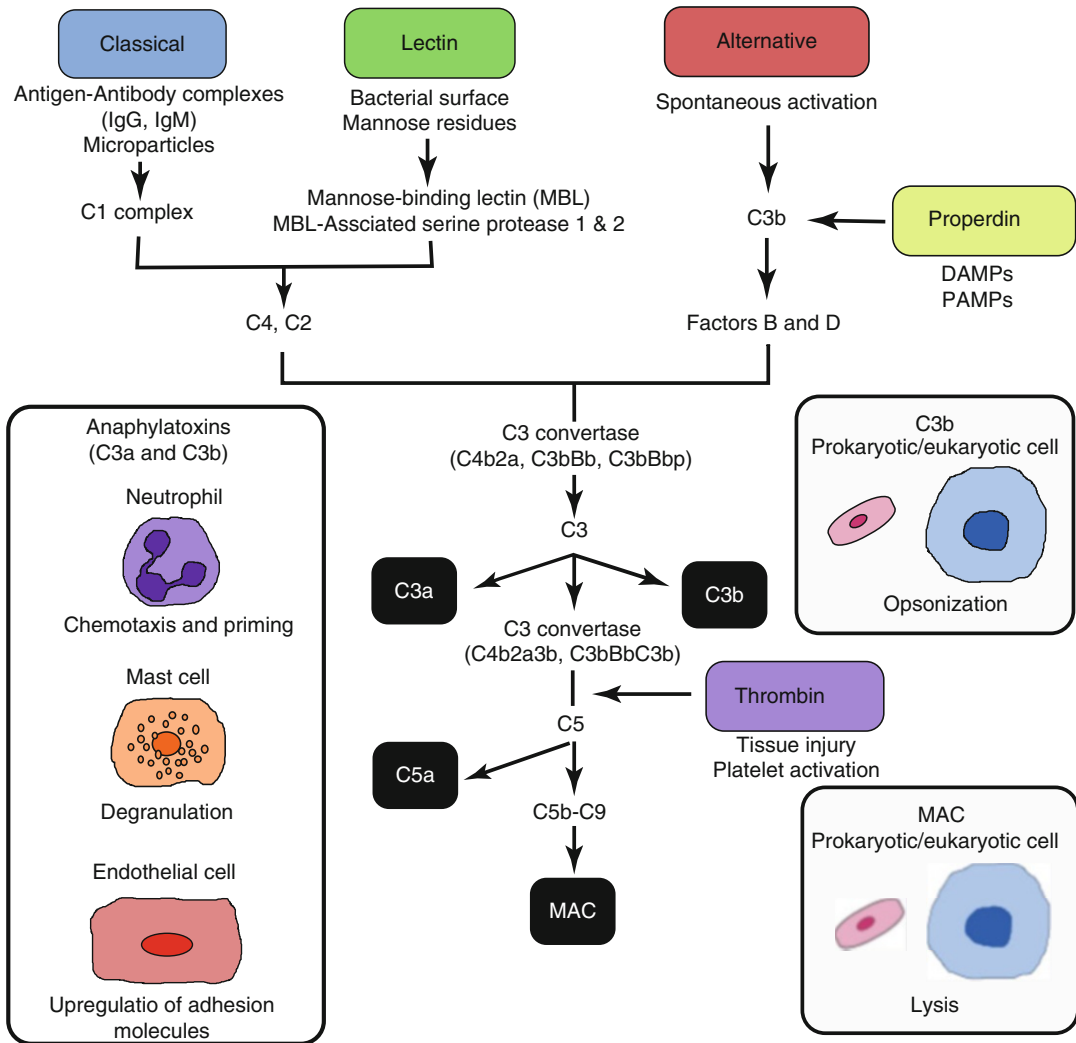 Classical
Antigen-Antibody complexes
(IgG, IgM)
Microparticles
C1 complex
Lectin
Bacterial surface
Mannose residues
Mannose-binding lectin (MBL)
MBL-Assciated serine protease 1 & 2
C4, C2
Alternative
Spontaneous activation
C3b
Properdin
DAMPs
PAMPs
Factors B and D
C3 convertase
(C4b2a, C3bBb, C3bBbp)
C3
C3a
C3b
C3 convertase
(C4b2a3b, C3bBbC3b)
Thrombin
Tissue injury
Platelet activation
C5
C5a
C5b-C9
MAC
Anaphylatoxins
(C3a and C3b)
Neutrophil
Chemotaxis and priming
Mast cell
Degranulation
Endothelial cell
Upregulatio of adhesion
molecules
C3b
Prokaryotic/eukaryotic cell
Opsonization
MAC
Prokaryotic/eukaryotic cell
Lysis